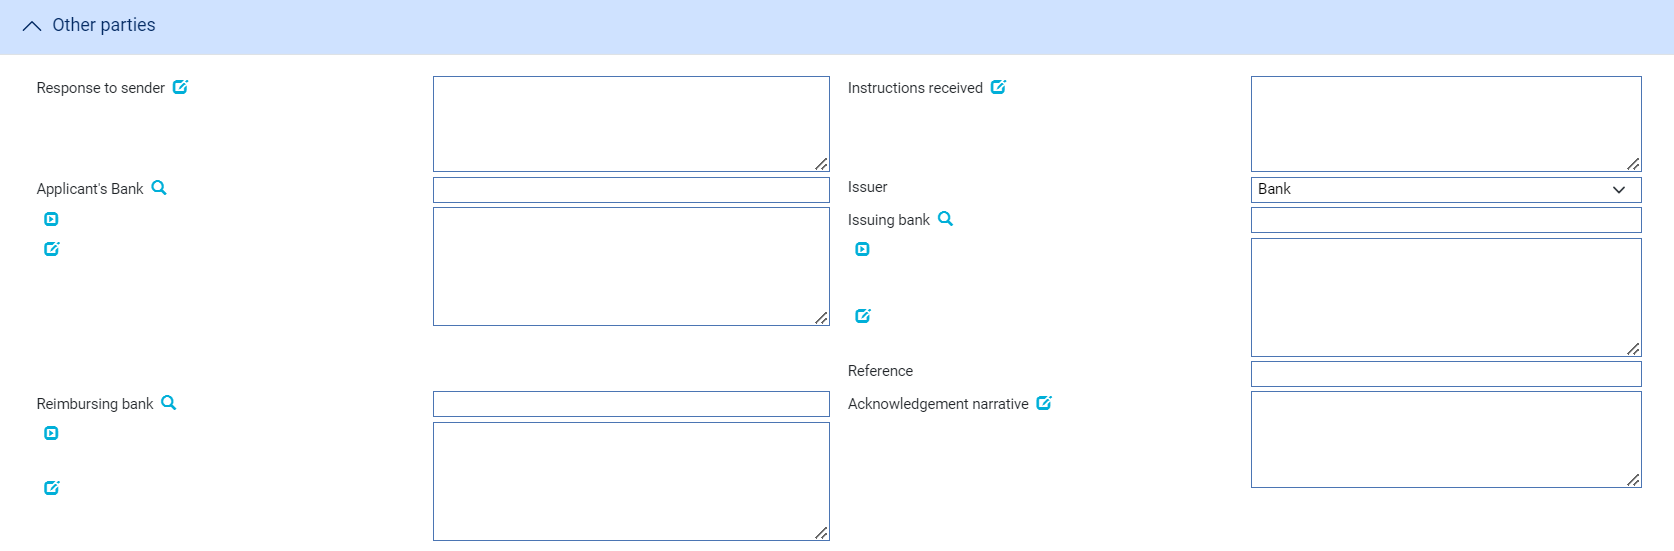 Other parties
Response to sender
Instructions received
Applicant's Bank
Issuer
Bank
Issuing bank
Reference
Reimbursing bank
Acknowledgement narrative